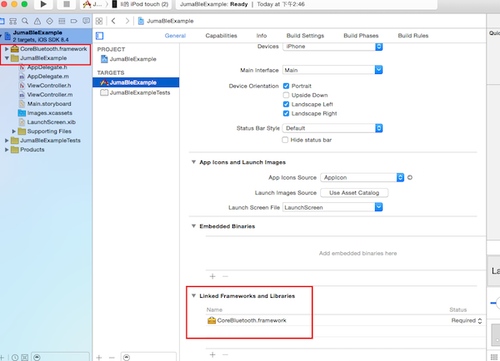 J...
5的 iPod touch (2)
JumaBleExample: Ready | Today at 下午2:46
JumaBleExample
2 targets, iOS SDK 8.4
CoreBluetooth.framework
JumaBleExample
AppDelegate.h
AppDelegate.m
ViewController.h
ViewController.m
Main.storyboard
Images.xcassets
LaunchScreen.xib
Supporting Files
JumaBleExampleTests
Products
JumaBleExample
General
Capabilities
Info
Build Settings
Build Phases
Build Rules
PROJECT
JumaBleExample
TARGETS
JumaBleExample
JumaBleExampleTests
Devices
iPhone
Main Interface
Main
Device Orientation
Portrait
Upside Down
Landscape Left
Landscape Right
Status Bar Style
Default
Hide status bar
App Icons and Launch Images
App Icons Source
AppIcon
Launch Images Source
Use Asset Catalog
Launch Screen File
LaunchScreen
Embedded Binaries
Add embedded binaries here
Linked Frameworks and Libraries
Name
Status
CoreBluetooth.framework
Required
Quic
La